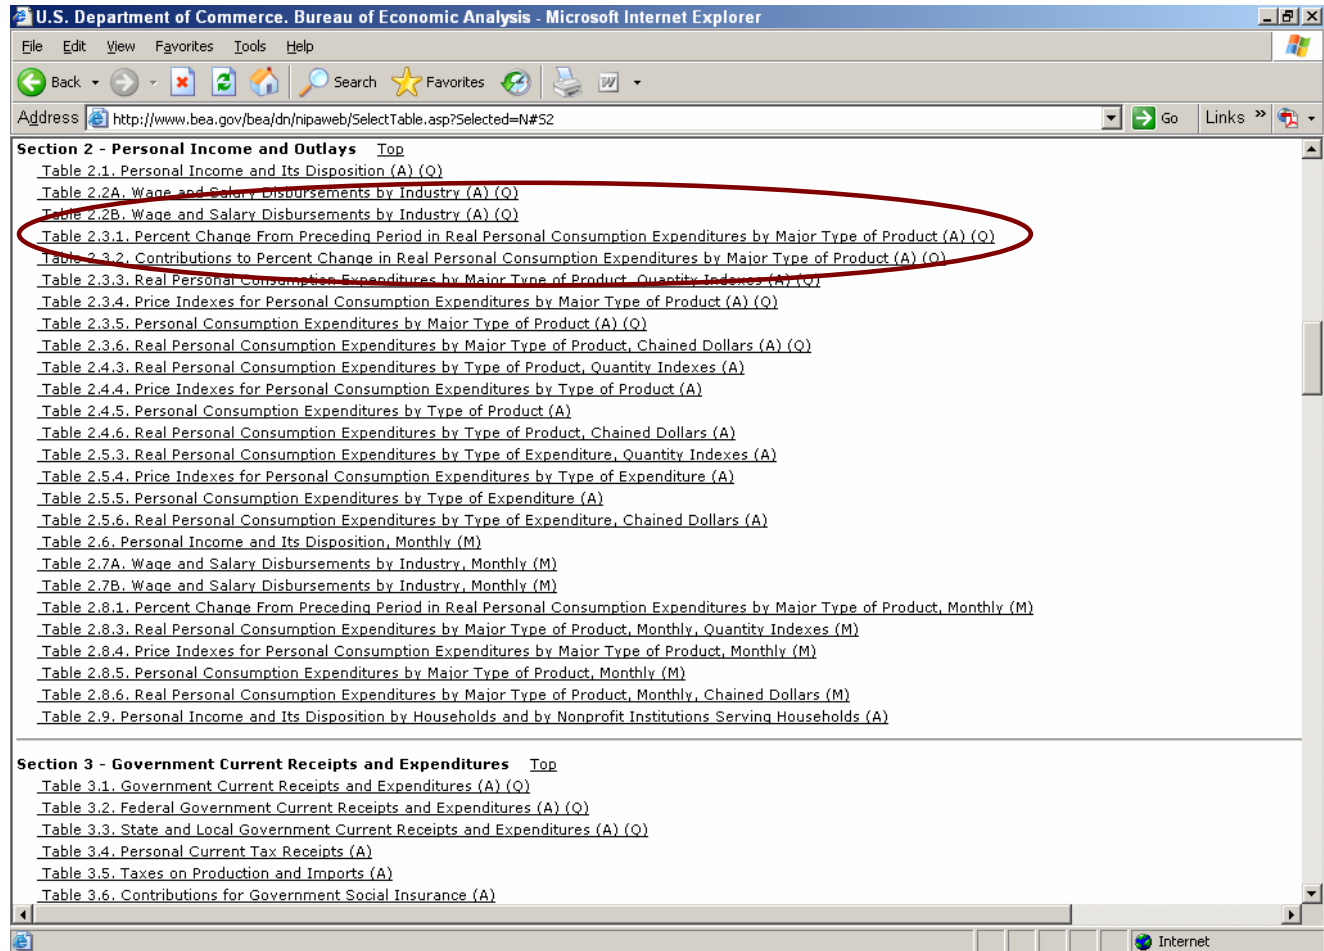 U.S. Department of Commerce. Bureau of Economic Analysis - Microsoft Internet Explorer
File Edit View Favorites Tools Help
Back Search Favorites
Address http://www.bea.gov/bea/dn/nipaweb/SelectTable.asp?Selected=N#S2 Go Links »
Section 2 - Personal Income and Outlays Top
Table 2.1. Personal Income and Its Disposition (A) (Q)
Table 2.2A. Wage and Salary Disbursements by Industry (A) (Q)
Table 2.2B. Wage and Salary Disbursements by Industry (A) (Q)
Table 2.3.1. Percent Change From Preceding Period in Real Personal Consumption Expenditures by Major Type of Product (A) (Q)
Table 2.3.2. Contributions to Percent Change in Real Personal Consumption Expenditures by Major Type of Product (A) (Q)
Table 2.3.3. Real Personal Consumption Expenditures by Major Type of Product, Quantity Indexes (A) (Q)
Table 2.3.4. Price Indexes for Personal Consumption Expenditures by Major Type of Product (A) (Q)
Table 2.3.5. Personal Consumption Expenditures by Major Type of Product (A) (Q)
Table 2.3.6. Real Personal Consumption Expenditures by Major Type of Product, Chained Dollars (A) (Q)
Table 2.4.3. Real Personal Consumption Expenditures by Type of Product, Quantity Indexes (A)
Table 2.4.4. Price Indexes for Personal Consumption Expenditures by Type of Product (A)
Table 2.4.5. Personal Consumption Expenditures by Type of Product (A)
Table 2.4.6. Real Personal Consumption Expenditures by Type of Product, Chained Dollars (A)
Table 2.5.3. Real Personal Consumption Expenditures by Type of Expenditure, Quantity Indexes (A)
Table 2.5.4. Price Indexes for Personal Consumption Expenditures by Type of Expenditure (A)
Table 2.5.5. Personal Consumption Expenditures by Type of Expenditure (A)
Table 2.5.6. Real Personal Consumption Expenditures by Type of Expenditure, Chained Dollars (A)
Table 2.6. Personal Income and Its Disposition, Monthly (M)
Table 2.7A. Wage and Salary Disbursements by Industry, Monthly (M)
Table 2.7B. Wage and Salary Disbursements by Industry, Monthly (M)
Table 2.8.1. Percent Change From Preceding Period in Real Personal Consumption Expenditures by Major Type of Product, Monthly (M)
Table 2.8.3. Real Personal Consumption Expenditures by Major Type of Product, Monthly, Quantity Indexes (M)
Table 2.8.4. Price Indexes for Personal Consumption Expenditures by Major Type of Product, Monthly (M)
Table 2.8.5. Personal Consumption Expenditures by Major Type of Product, Monthly (M)
Table 2.8.6. Real Personal Consumption Expenditures by Major Type of Product, Monthly, Chained Dollars (M)
Table 2.9. Personal Income and Its Disposition by Households and by Nonprofit Institutions Serving Households (A)
Section 3 - Government Current Receipts and Expenditures Top
Table 3.1. Government Current Receipts and Expenditures (A) (Q)
Table 3.2. Federal Government Current Receipts and Expenditures (A) (Q)
Table 3.3. State and Local Government Current Receipts and Expenditures (A) (Q)
Table 3.4. Personal Current Tax Receipts (A)
Table 3.5. Taxes on Production and Imports (A)
Table 3.6. Contributions for Government Social Insurance (A)
Internet